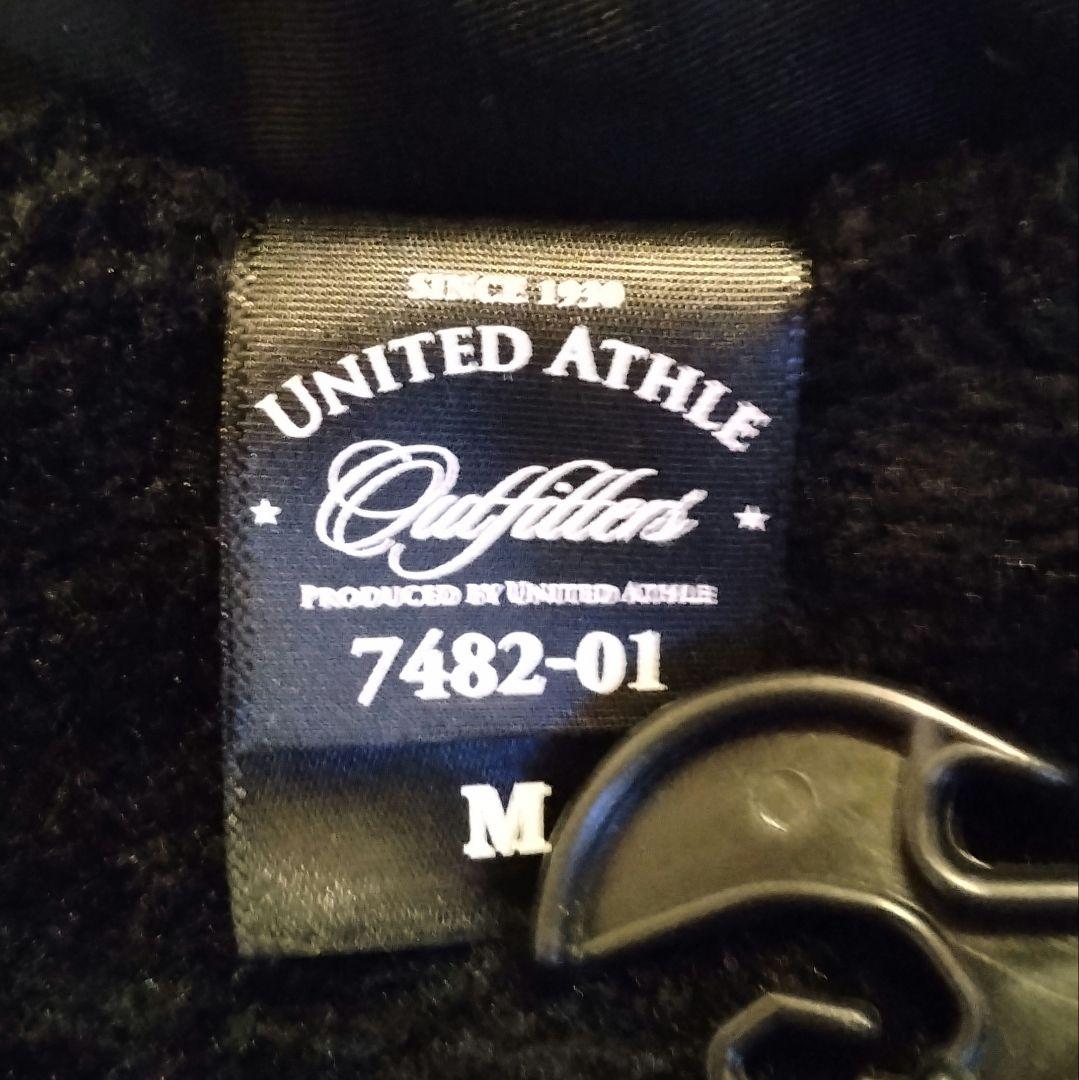 SINCE 1990
UNITED ATHLE
Outfitters
PRODUCED BY UNITED ATHLE
7482-01
M